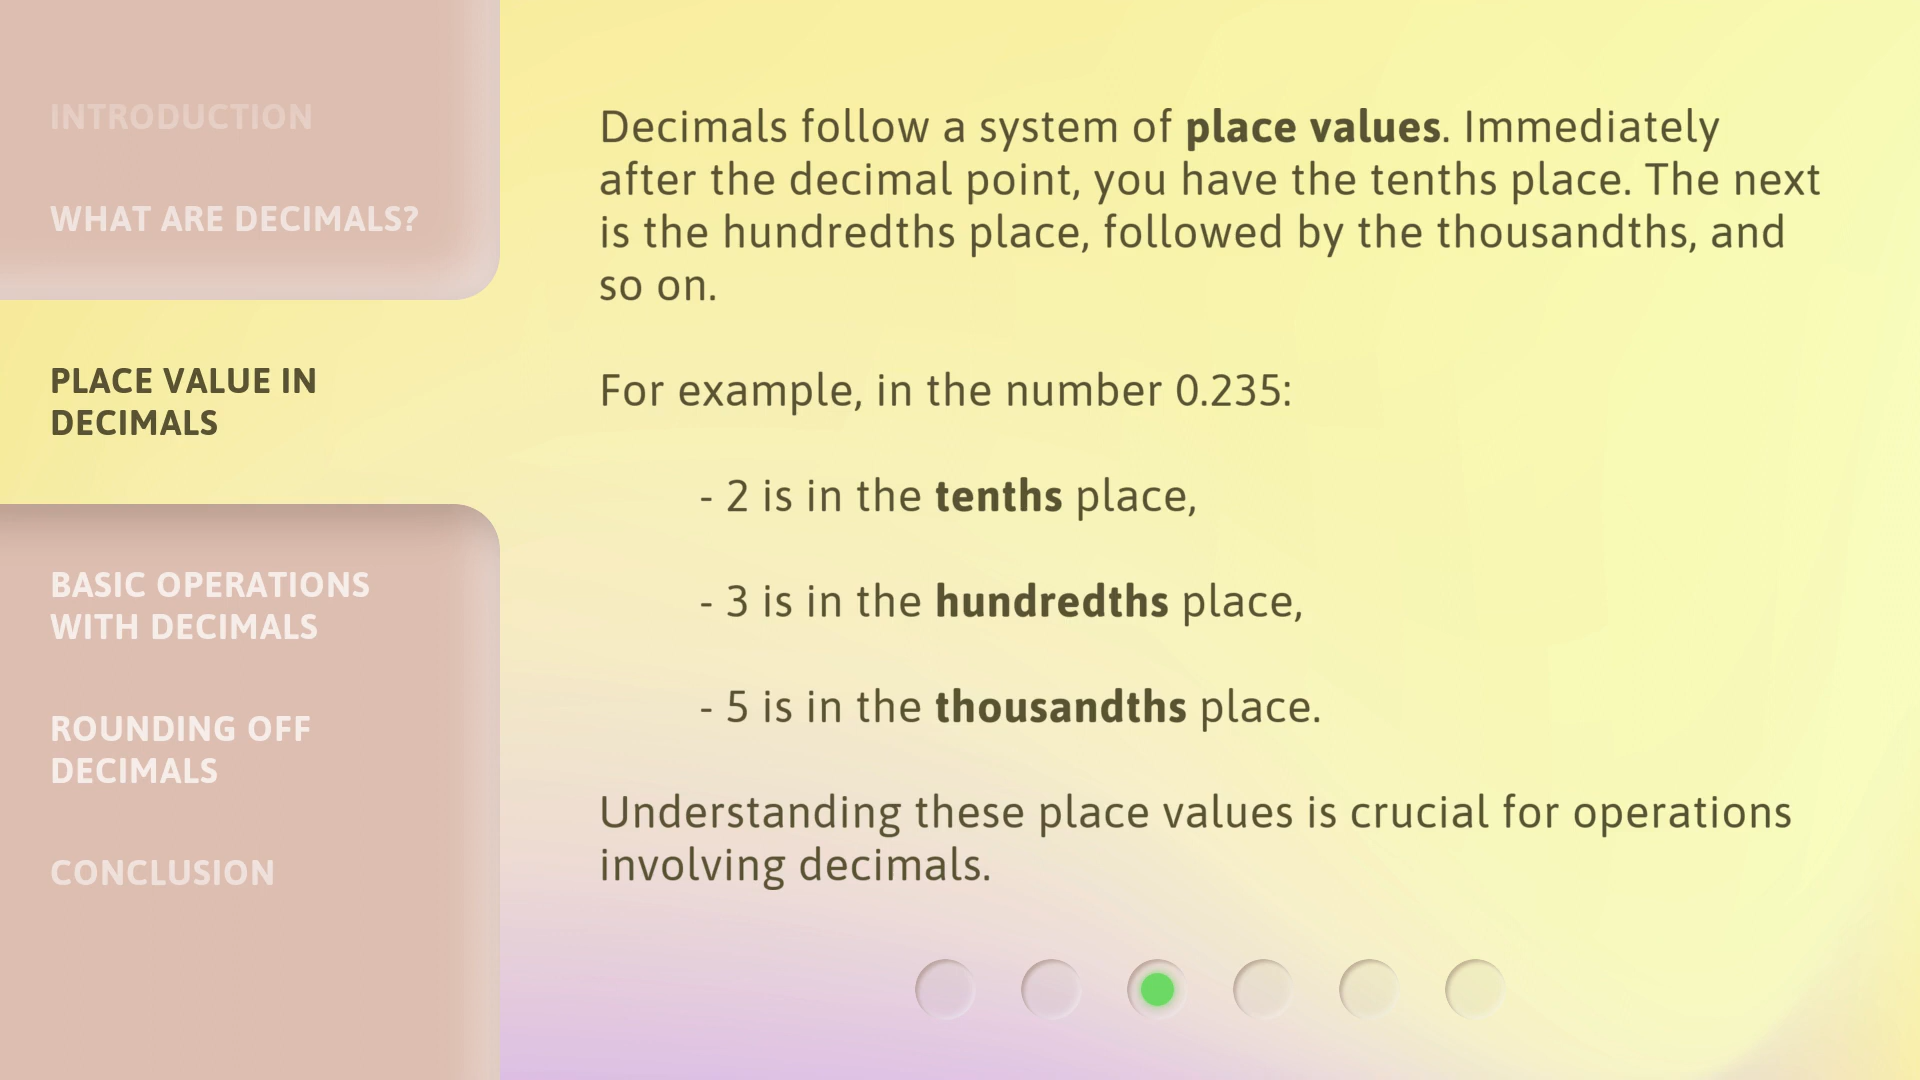 INTRODUCTION
WHAT ARE DECIMALS?
PLACE VALUE IN
DECIMALS
BASIC OPERATIONS
WITH DECIMALS
ROUNDING OFF
DECIMALS
CONCLUSION
Decimals follow a system of place values. Immediately
after the decimal point, you have the tenths place. The next
is the hundredths place, followed by the thousandths, and
so on.
For example, in the number 0.235:
- 2 is in the tenths place,
- 3 is in the hundredths place,
- 5 is in the thousandths place.
Understanding these place values is crucial for operations
involving decimals.